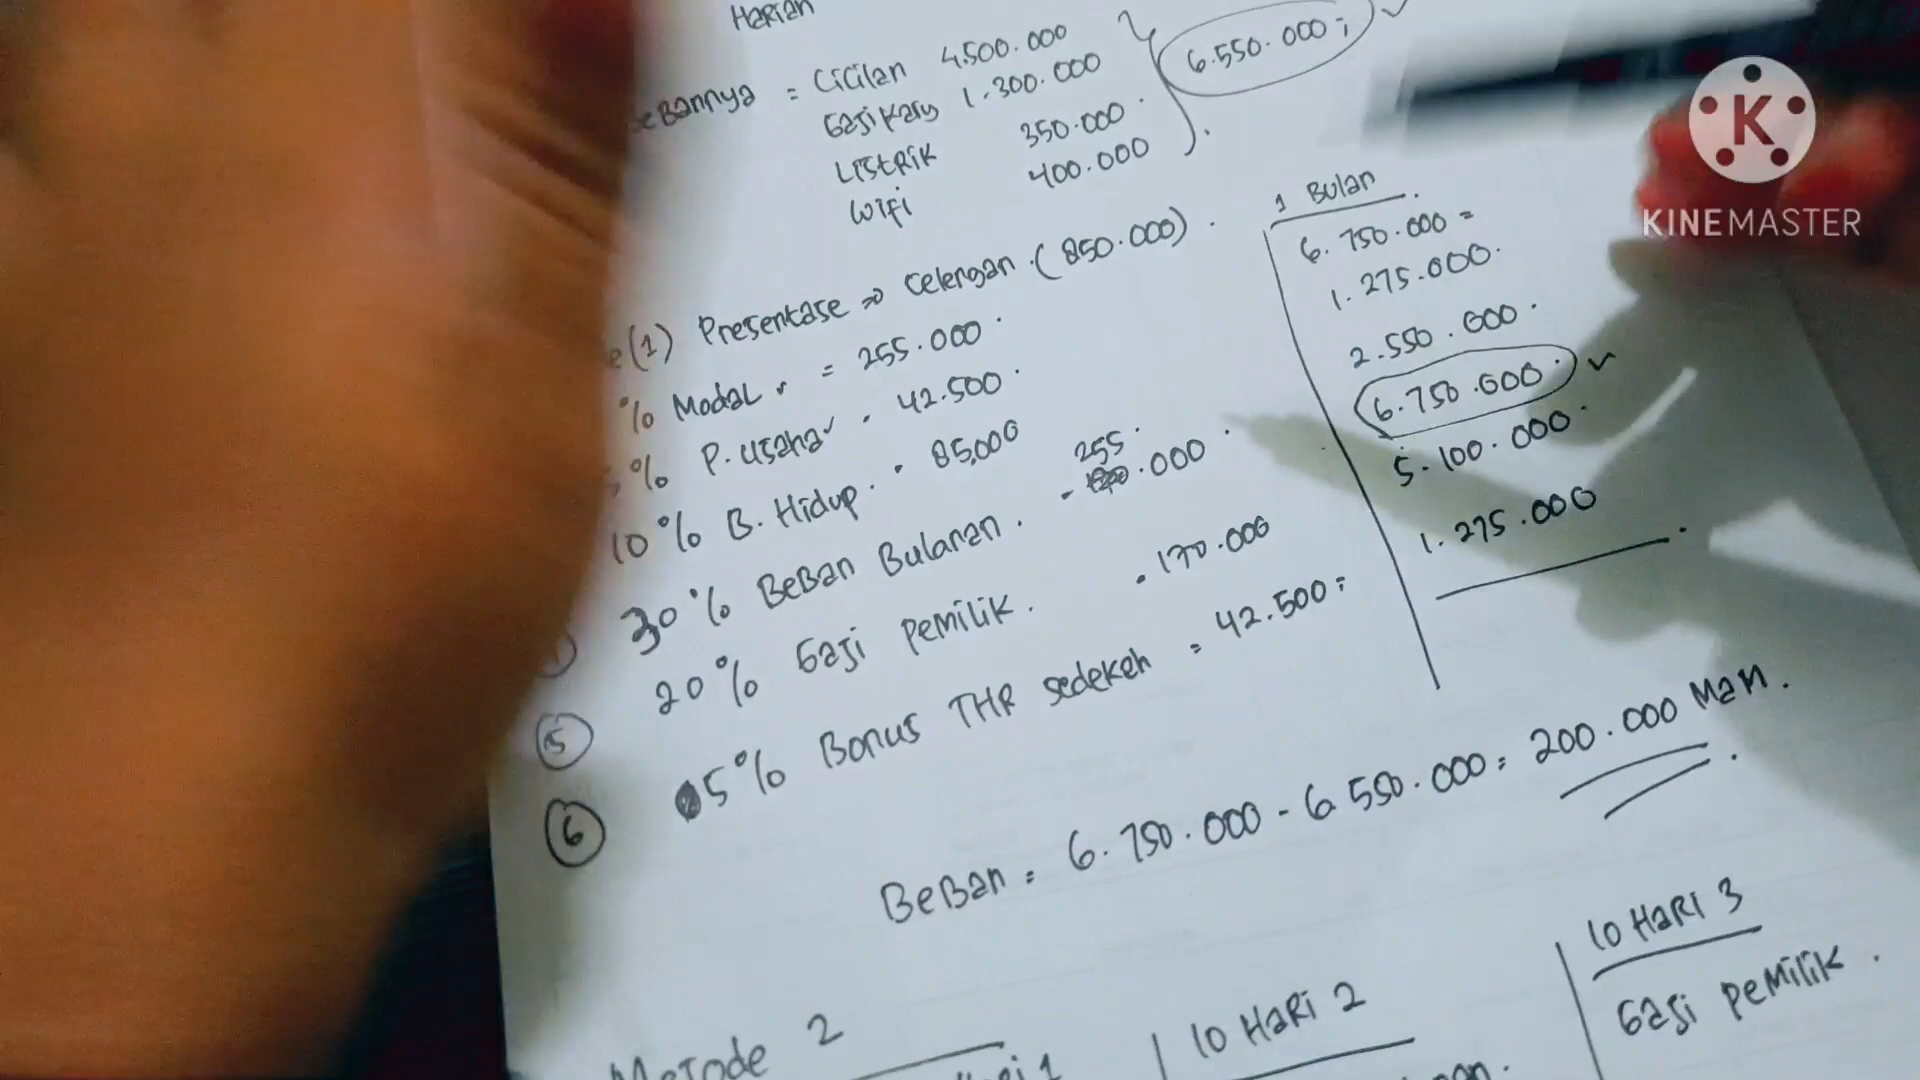 Harian
Bebannya = Cicilan 4.500.000
Gaji Kary 1.300.000
Listrik 350.000
Wifi 400.000
6.550.000;
(1) Presentase => Celengan (850.000).
% Modal = 255.000
% P. Usaha 42.500
10% B. Hidup. 85.000
30% Beban Bulanan. 255.000
5 20% Gaji pemilik. 170.000
6 5% Bonus THR sedekah = 42.500;
1 Bulan
6.750.000 =
1.275.000.
2.550.000.
6.750.000.
5.100.000.
1.275.000
Beban = 6.750.000 - 6.550.000 = 200.000 Man.
Metode 2
10 Hari 2
10 Hari 3
Gaji pemilik.
K
KINEMASTER